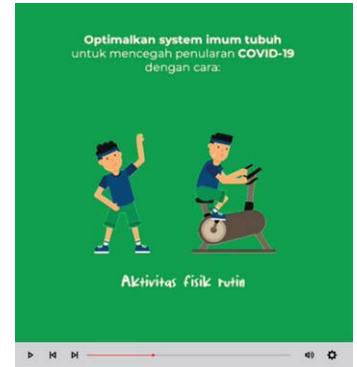 Optimalkan system imum tubuh
untuk mencegah penularan COVID-19
dengan cara:
Aktivitas fisik rutin